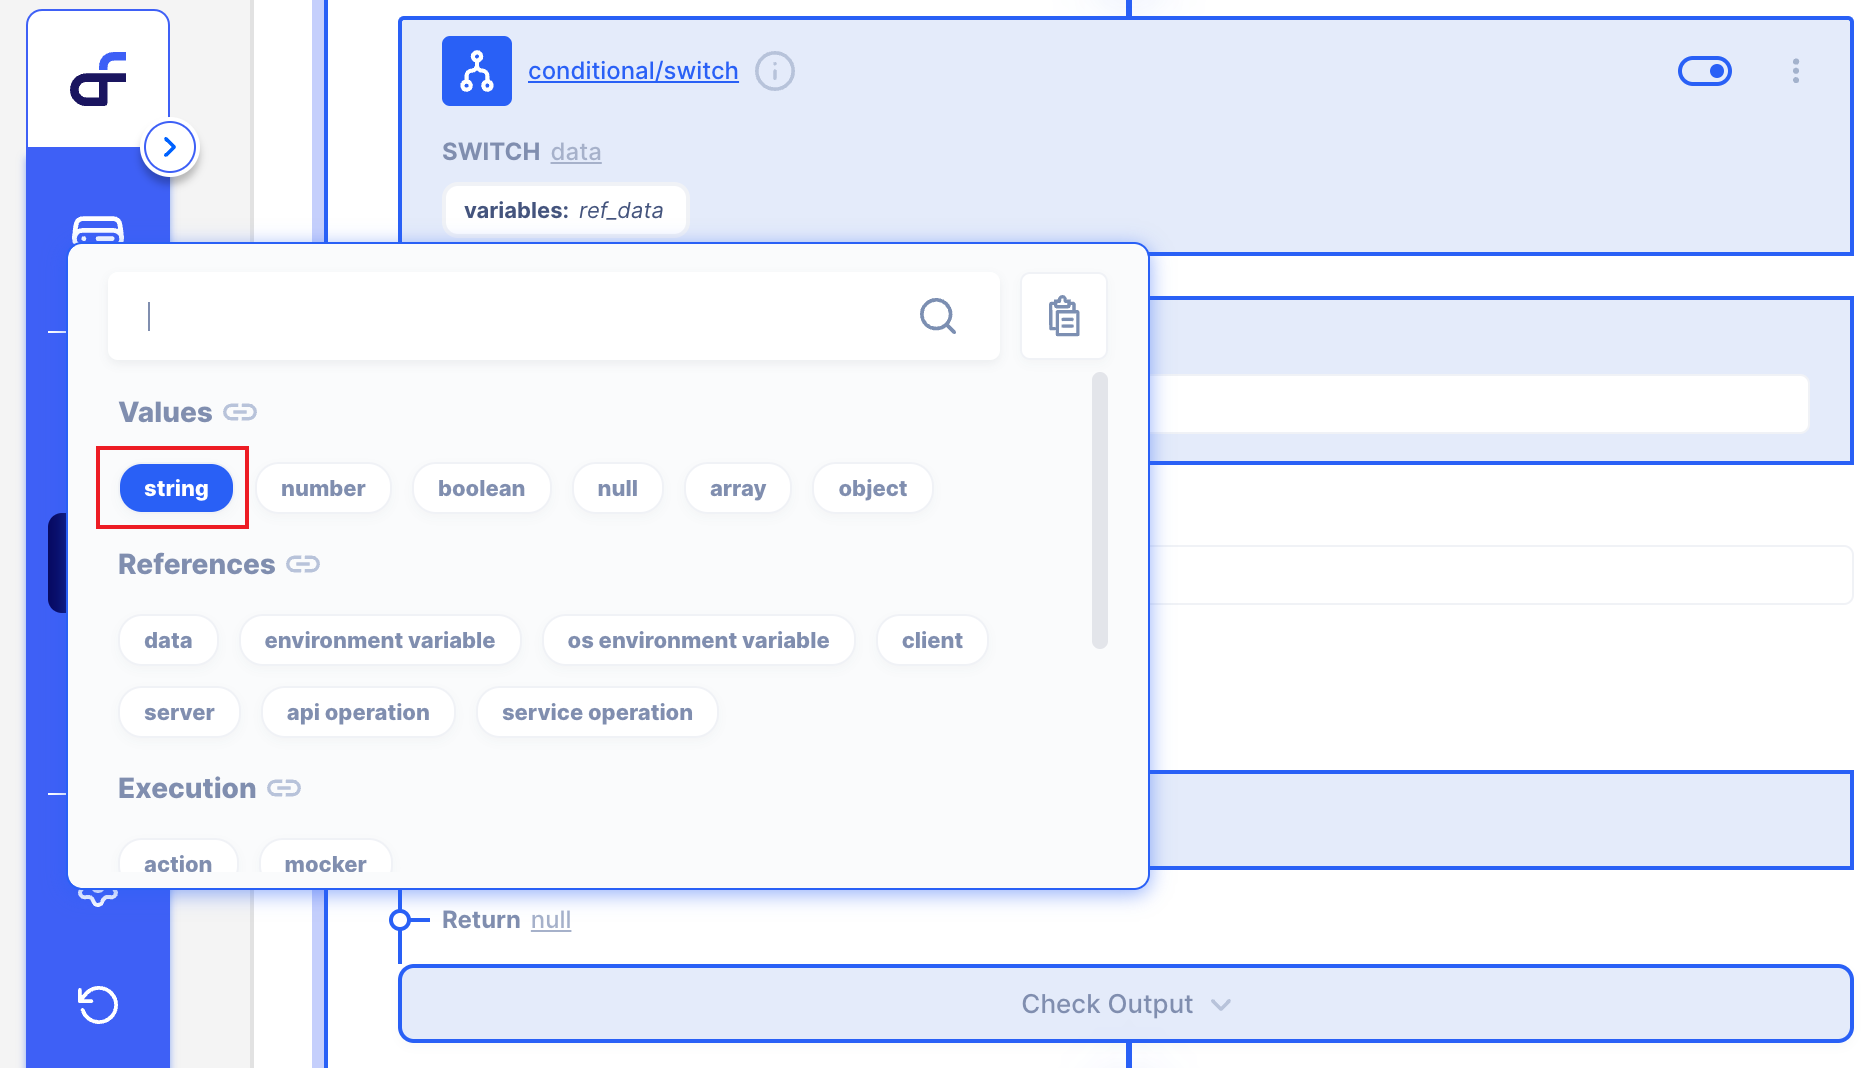 conditional/switch
SWITCH data
variables: ref_data
Values
string number boolean null array object
References
data environment variable os environment variable client
server api operation service operation
Execution
action mocker
Return null
Check Output